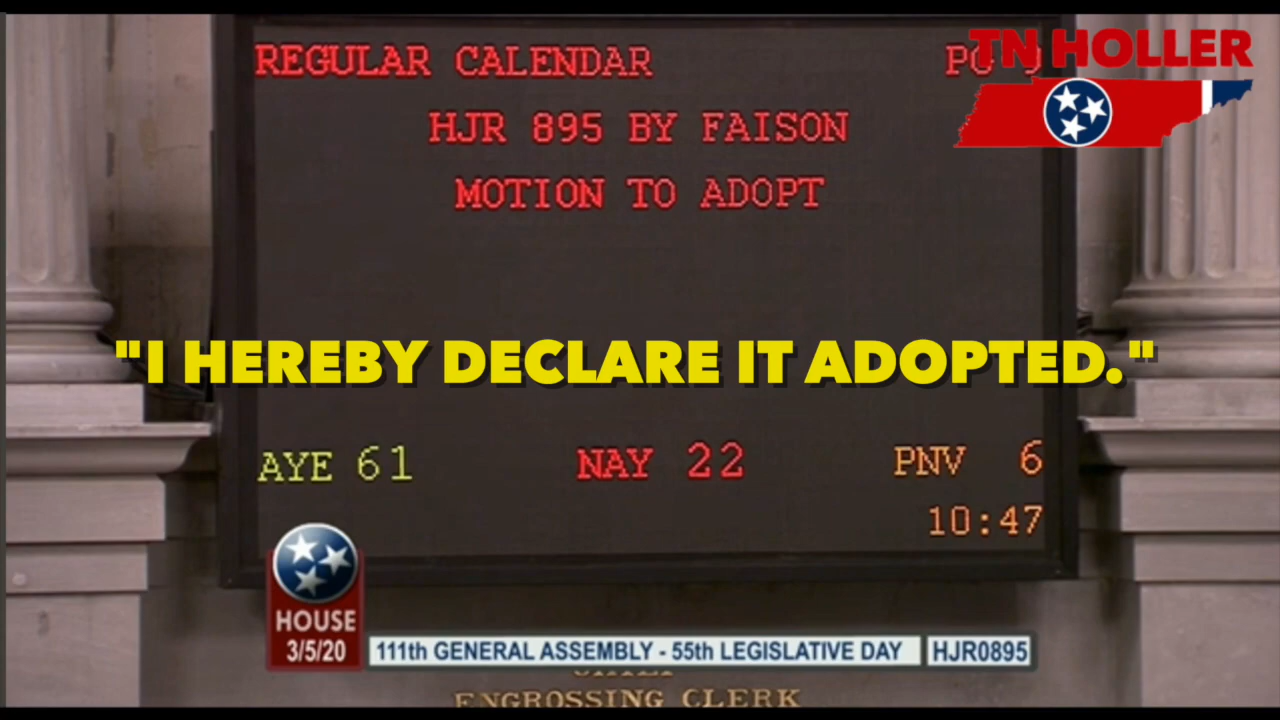 REGULAR CALENDAR
TN HOLLER
HJR 895 BY FAISON
MOTION TO ADOPT
"I HEREBY DECLARE IT ADOPTED."
AYE 61 NAY 22 PNV 6
10:47
HOUSE
3/5/20
111th GENERAL ASSEMBLY - 55th LEGISLATIVE DAY HJR0895
ENGROSSING CLERK